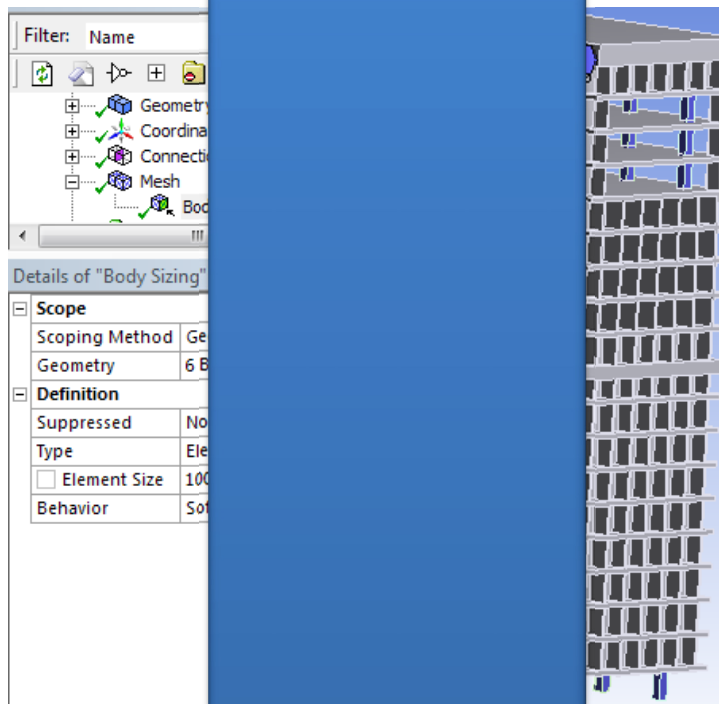 Filter: Name
Geometry
Coordina
Connecti
Mesh
Bod
Details of "Body Sizing"
Scope
Scoping Method Ge
Geometry 6 B
Definition
Suppressed No
Type Ele
Element Size 100
Behavior Sof